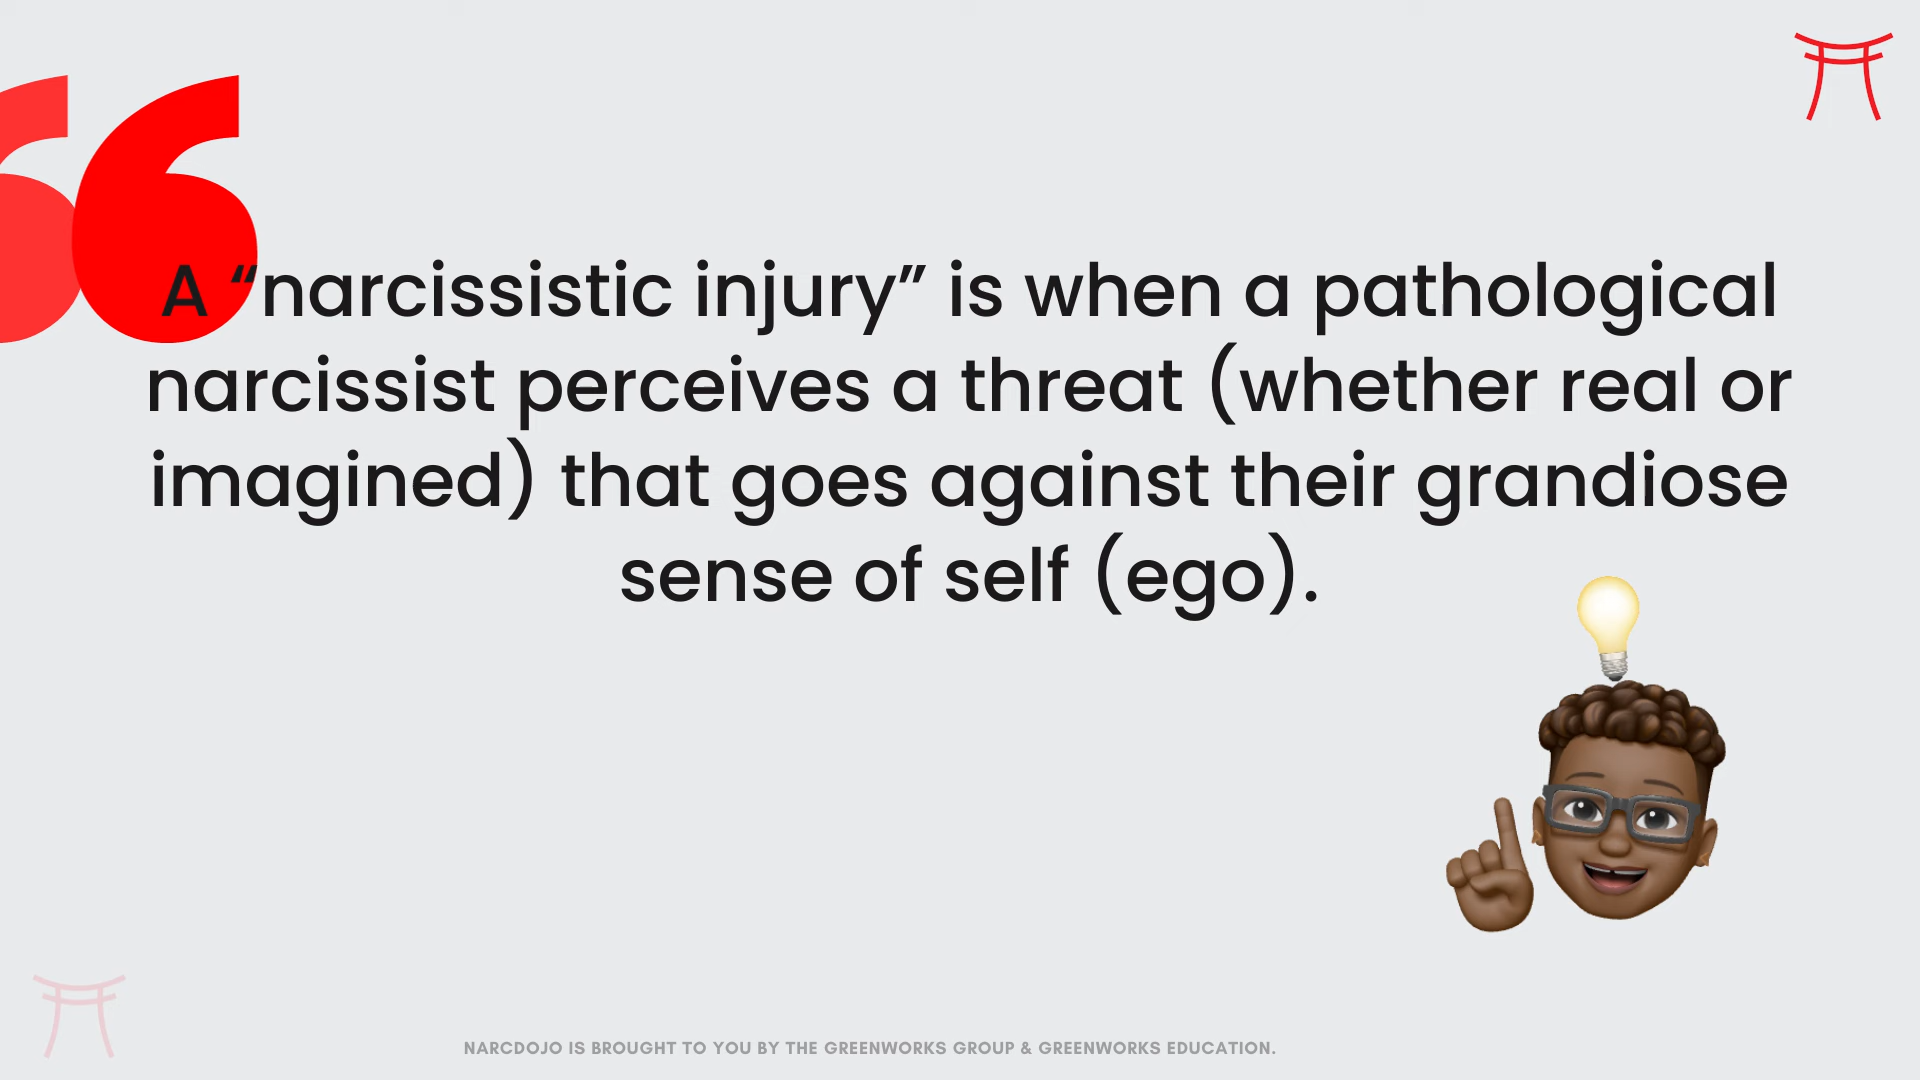 A “narcissistic injury” is when a pathological
narcissist perceives a threat (whether real or
imagined) that goes against their grandiose
sense of self (ego).
NARCDOJO IS BROUGHT TO YOU BY THE GREENWORKS GROUP & GREENWORKS EDUCATION.